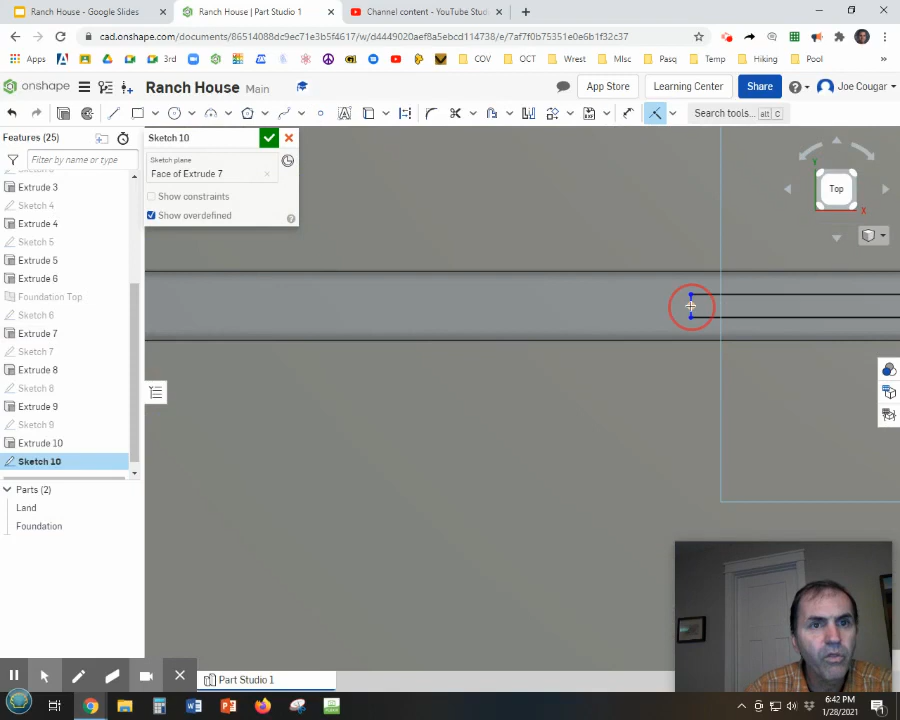 Ranch House - Google Slides
Ranch House | Part Studio 1
Channel content - YouTube Stud
cad.onshape.com/documents/86514088dc9ec71e3b5f4617/w/d4449020aef8a5ebcd114738/e/7af7f0b75351e0e6b1f32c37
Apps
3rd
COV
OCT
MIsc
Wrest
Pasq
Temp
Hiking
Pool
onshape
Ranch House Main
App Store
Learning Center
Share
Joe Cougar
Search tools... alt C
Features (25)
Filter by name or type
Extrude 3
Sketch 4
Extrude 4
Sketch 5
Extrude 5
Extrude 6
Foundation Top
Sketch 6
Extrude 7
Sketch 7
Extrude 8
Sketch 8
Extrude 9
Sketch 9
Extrude 10
Sketch 10
Parts (2)
Land
Foundation
Sketch 10
Sketch plane
Face of Extrude 7
Show constraints
Show overdefined
Y
Top
X
Part Studio 1
6:42 PM
1/28/2021